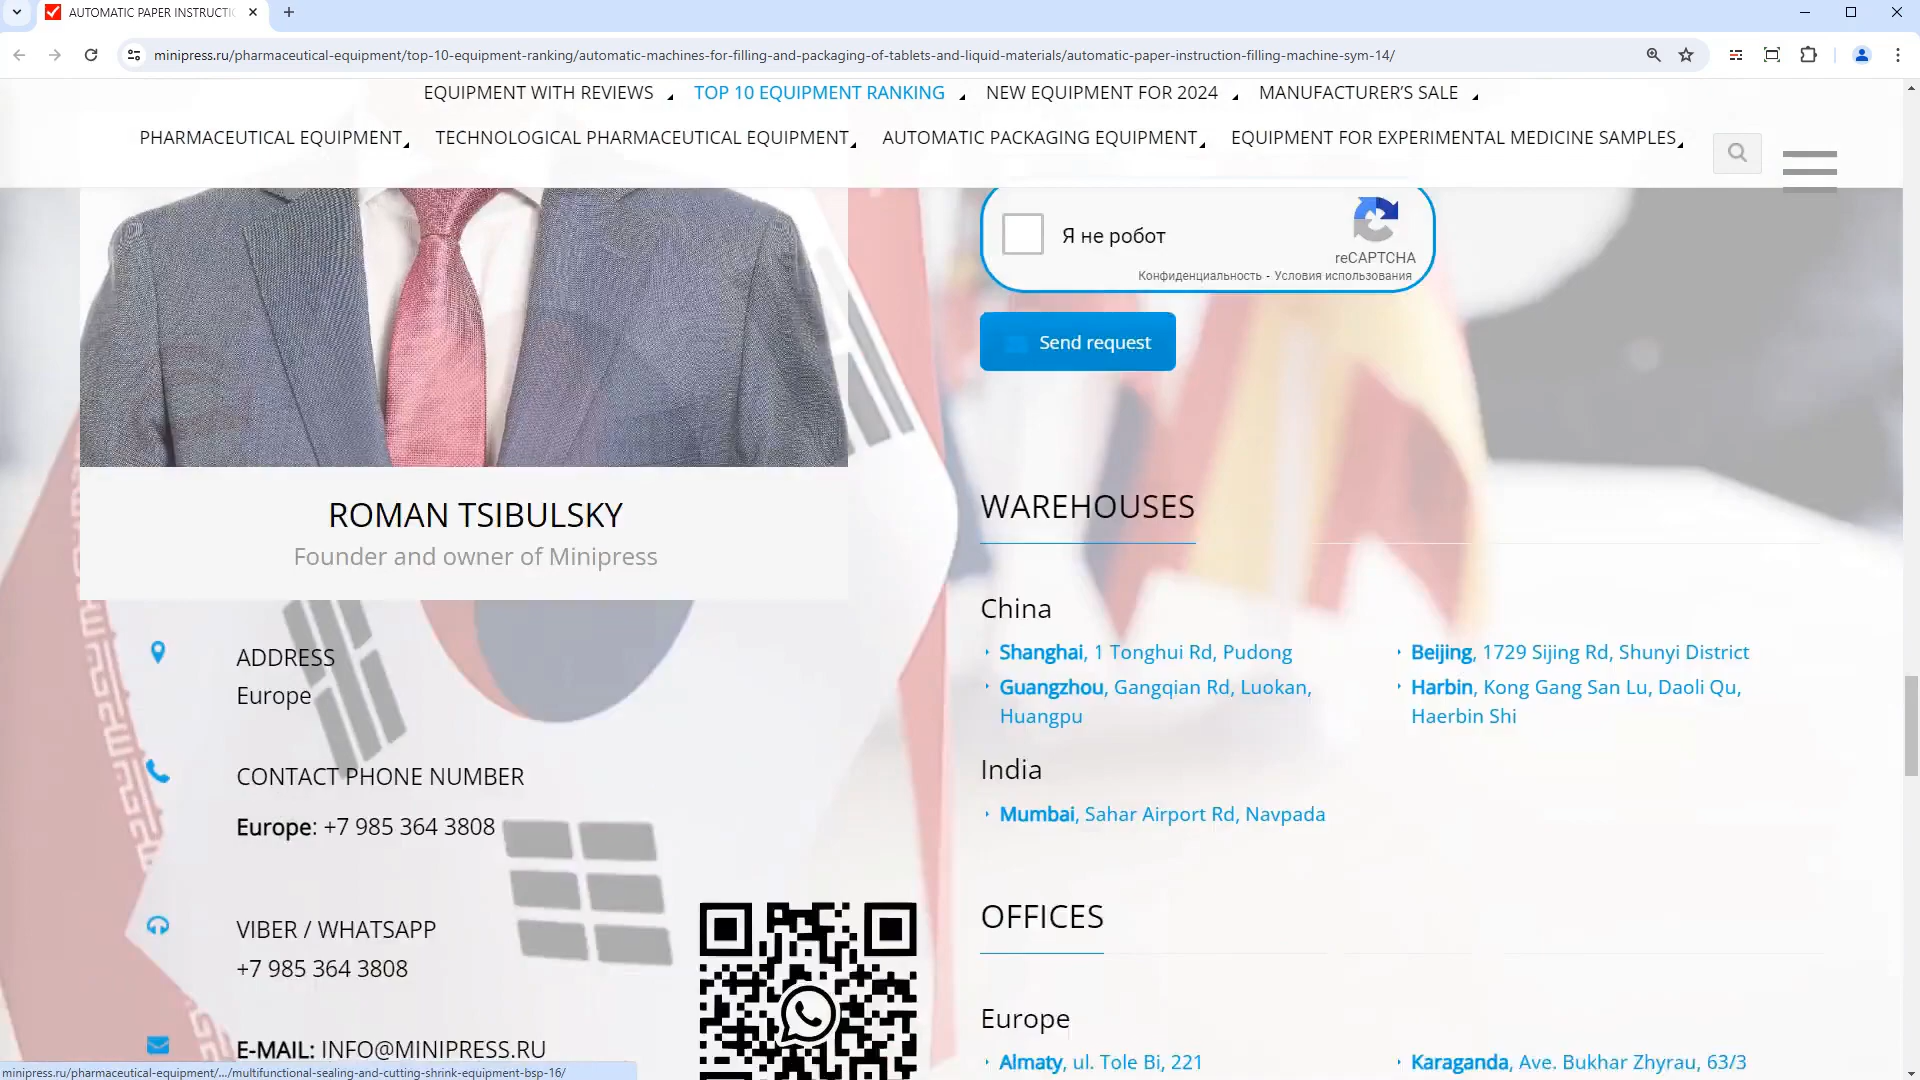 AUTOMATIC PAPER INSTRUCTIO
minipress.ru/pharmaceutical-equipment/top-10-equipment-ranking/automatic-machines-for-filling-and-packaging-of-tablets-and-liquid-materials/automatic-paper-instruction-filling-machine-sym-14/
EQUIPMENT WITH REVIEWS TOP 10 EQUIPMENT RANKING NEW EQUIPMENT FOR 2024 MANUFACTURER’S SALE
PHARMACEUTICAL EQUIPMENT TECHNOLOGICAL PHARMACEUTICAL EQUIPMENT AUTOMATIC PACKAGING EQUIPMENT EQUIPMENT FOR EXPERIMENTAL MEDICINE SAMPLES
Я не робот
reCAPTCHA
Конфиденциальность - Условия использования
Send request
ROMAN TSIBULSKY
Founder and owner of Minipress
ADDRESS
Europe
CONTACT PHONE NUMBER
Europe: +7 985 364 3808
VIBER / WHATSAPP
+7 985 364 3808
E-MAIL: INFO@MINIPRESS.RU
WAREHOUSES
China
Shanghai, 1 Tonghui Rd, Pudong
Beijing, 1729 Sijing Rd, Shunyi District
Guangzhou, Gangqian Rd, Luokan,
Huangpu
Harbin, Kong Gang San Lu, Daoli Qu,
Haerbin Shi
India
Mumbai, Sahar Airport Rd, Navpada
OFFICES
Europe
Almaty, ul. Tole Bi, 221
Karaganda, Ave. Bukhar Zhyrau, 63/3
minipress.ru/pharmaceutical-equipment/.../multifunctional-sealing-and-cutting-shrink-equipment-bsp-16/